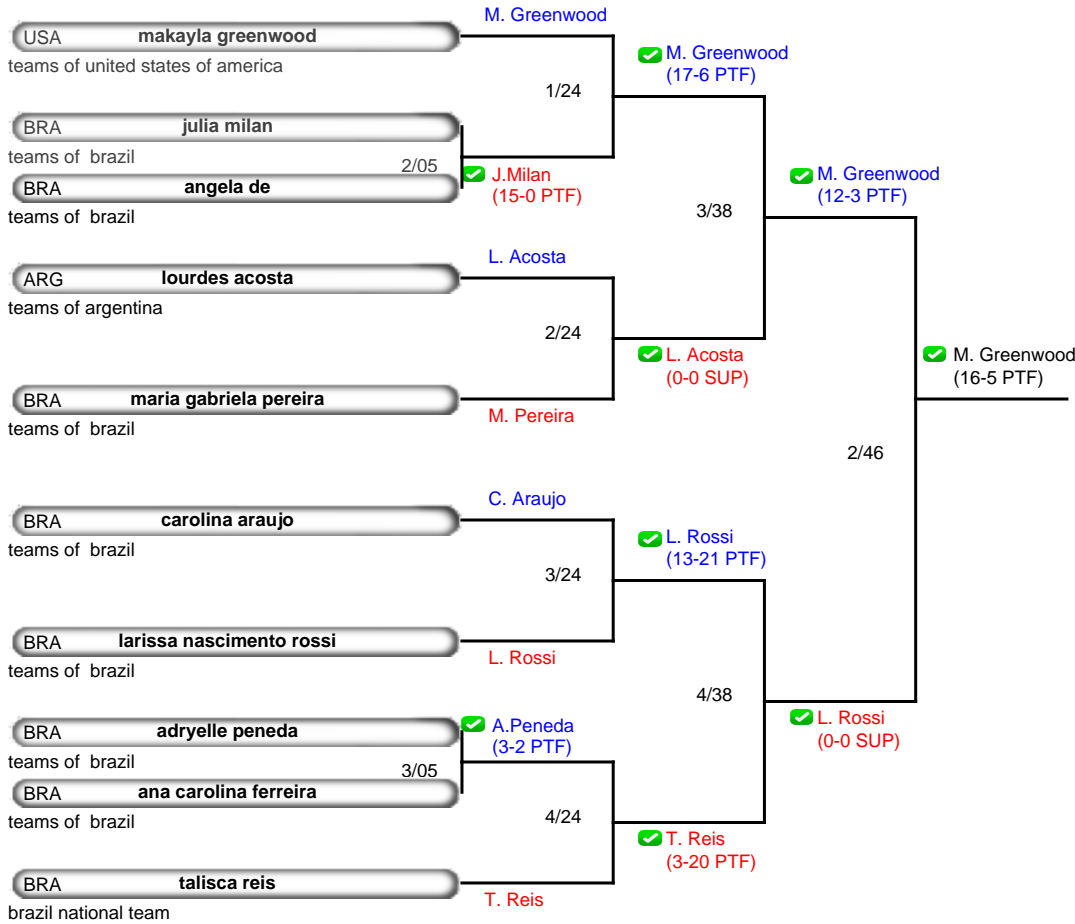 M. Greenwood
USA makayla greenwood
teams of united states of america
M. Greenwood
(17-6 PTF)
1/24
BRA julia milan
teams of  brazil
2/05
J.Milan
(15-0 PTF)
BRA angela de
teams of  brazil
M. Greenwood
(12-3 PTF)
3/38
L. Acosta
ARG lourdes acosta
teams of argentina
2/24
L. Acosta
(0-0 SUP)
M. Greenwood
(16-5 PTF)
BRA maria gabriela pereira
M. Pereira
teams of  brazil
2/46
C. Araujo
BRA carolina araujo
teams of  brazil
L. Rossi
(13-21 PTF)
3/24
BRA larissa nascimento rossi
L. Rossi
teams of  brazil
4/38
L. Rossi
(0-0 SUP)
BRA adryelle peneda
A.Peneda
(3-2 PTF)
teams of  brazil
3/05
BRA ana carolina ferreira
teams of  brazil
4/24
T. Reis
(3-20 PTF)
BRA talisca reis
T. Reis
brazil national team